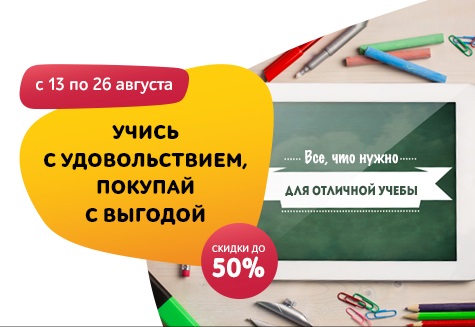 с 13 по 26 августа
УЧИСЬ
С УДОВОЛЬСТВИЕМ,
ПОКУПАЙ
С ВЫГОДОЙ
СКИДКИ ДО
50%
Все, что нужно
ДЛЯ ОТЛИЧНОЙ УЧЕБЫ